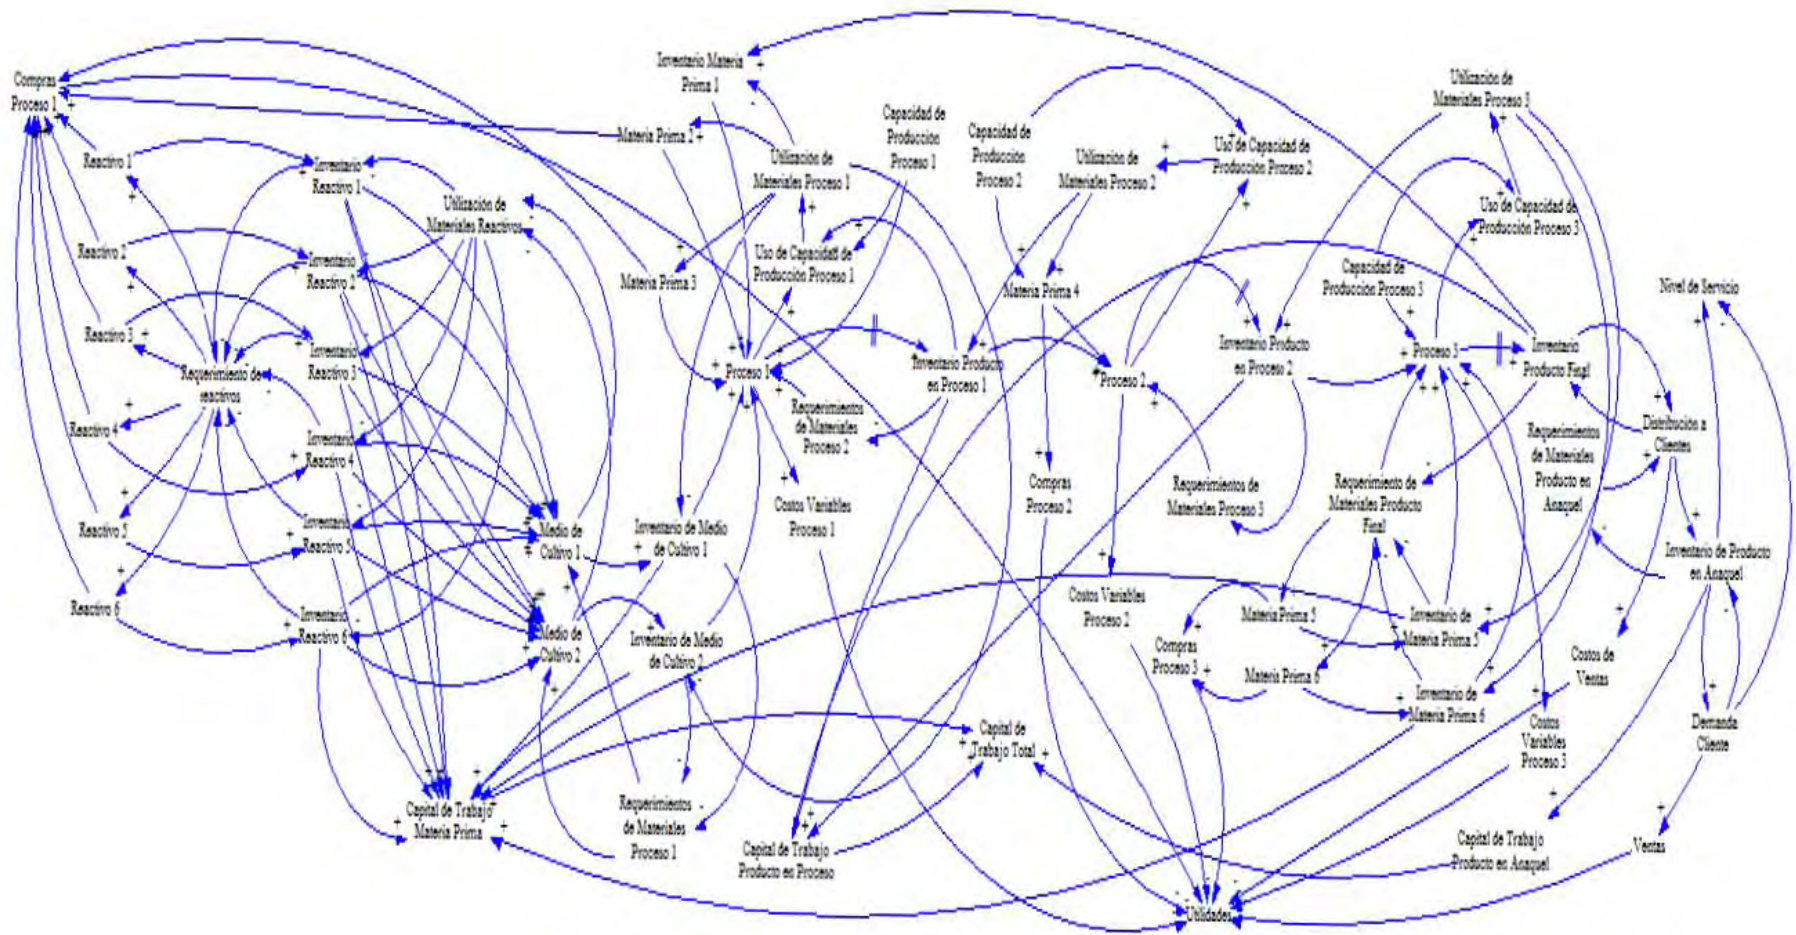 Compras
Proceso 1
Reactivo 1
Reactivo 2
Reactivo 3
Requerimiento de
reactivos
Reactivo 4
Reactivo 5
Reactivo 6
Inventario
Reactivo 1
Utilización de
Materiales Reactivos
Inventario
Reactivo 2
Inventario
Reactivo 3
Inventario
Reactivo 4
Inventario
Reactivo 5
Inventario
Reactivo 6
Medio de
Cultivo 1
Medio de
Cultivo 2
Capital de Trabajo
Materia Prima
Inventario Materia
Prima 1
Materia Prima 2
Utilización de
Materiales Proceso 1
Capacidad de
Producción
Proceso 1
Uso de Capacidad de
Producción Proceso 1
Materia Prima 3
Proceso 1
Requerimientos
de Materiales
Proceso 2
Costos Variables
Proceso 1
Inventario de Medio
de Cultivo 1
Inventario de Medio
de Cultivo 2
Requerimientos
de Materiales
Proceso 1
Capital de Trabajo
Producto en Proceso
Inventario Producto
en Proceso 1
Capital de
Trabajo Total
Capacidad de
Producción
Proceso 2
Utilización de
Materiales Proceso 2
Uso de Capacidad de
Producción Proceso 2
Materia Prima 4
Proceso 2
Compras
Proceso 2
Costos Variables
Proceso 2
Requerimientos de
Materiales Proceso 3
Inventario Producto
en Proceso 2
Utilización de
Materiales Proceso 3
Uso de Capacidad de
Producción Proceso 3
Capacidad de
Producción Proceso 3
Proceso 3
Inventario
Producto Final
Requerimiento de
Materiales Producto
Final
Requerimientos
de Materiales
Producto en
Anaquel
Distribución a
Clientes
Nivel de Servicio
Inventario de Producto
en Anaquel
Materia Prima 5
Inventario de
Materia Prima 5
Compras
Proceso 3
Materia Prima 6
Inventario de
Materia Prima 6
Costos de
Ventas
Costos
Variables
Proceso 3
Demanda
Cliente
Capital de Trabajo
Producto en Anaquel
Ventas
Utilidades